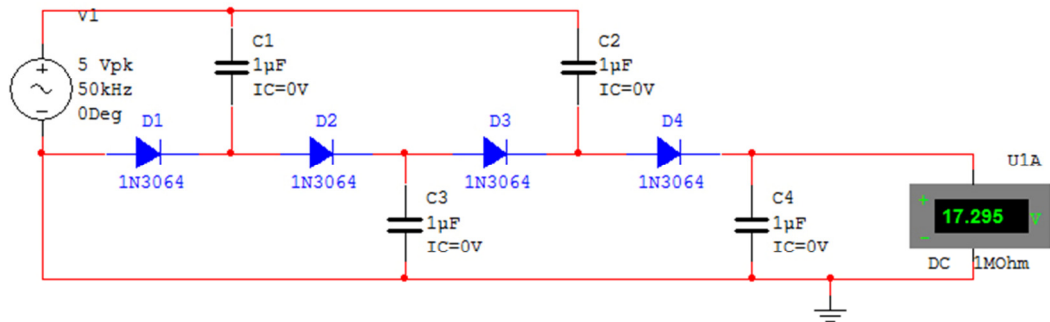 V1
5 Vpk
50kHz
0Deg
C1
1µF
IC=0V
C2
1µF
IC=0V
D1
1N3064
D2
1N3064
D3
1N3064
D4
1N3064
C3
1µF
IC=0V
C4
1µF
IC=0V
U1A
+ 17.295 V
DC 1MOhm